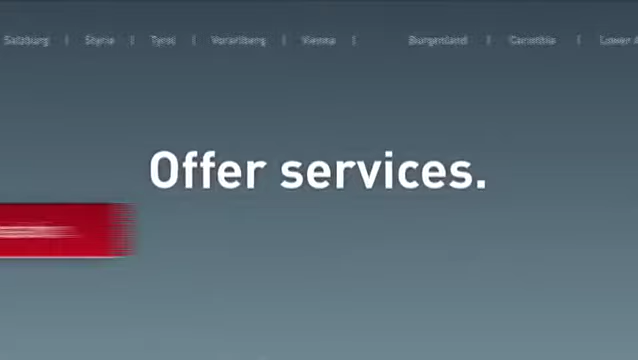 Salzburg | Styria | Tyrol | Vorarlberg | Vienna | Burgenland | Carinthia | Lower A
Offer services.